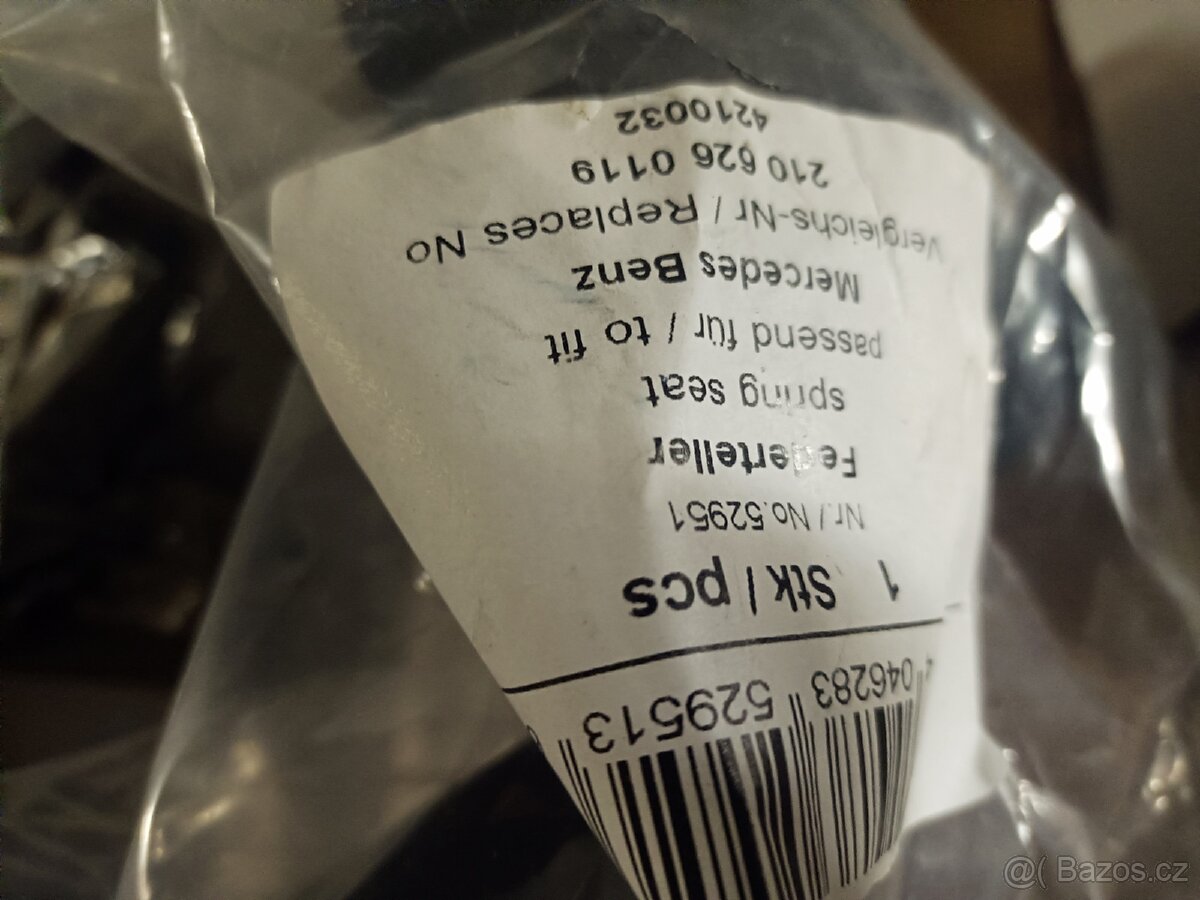 4 046283 529513
1 Stk / pcs
Nr. / No. 52951
Federteller
spring seat
passend für / to fit
Mercedes Benz
Vergleichs-Nr / Replaces No
210 626 0119
4210032
@( Bazos.cz